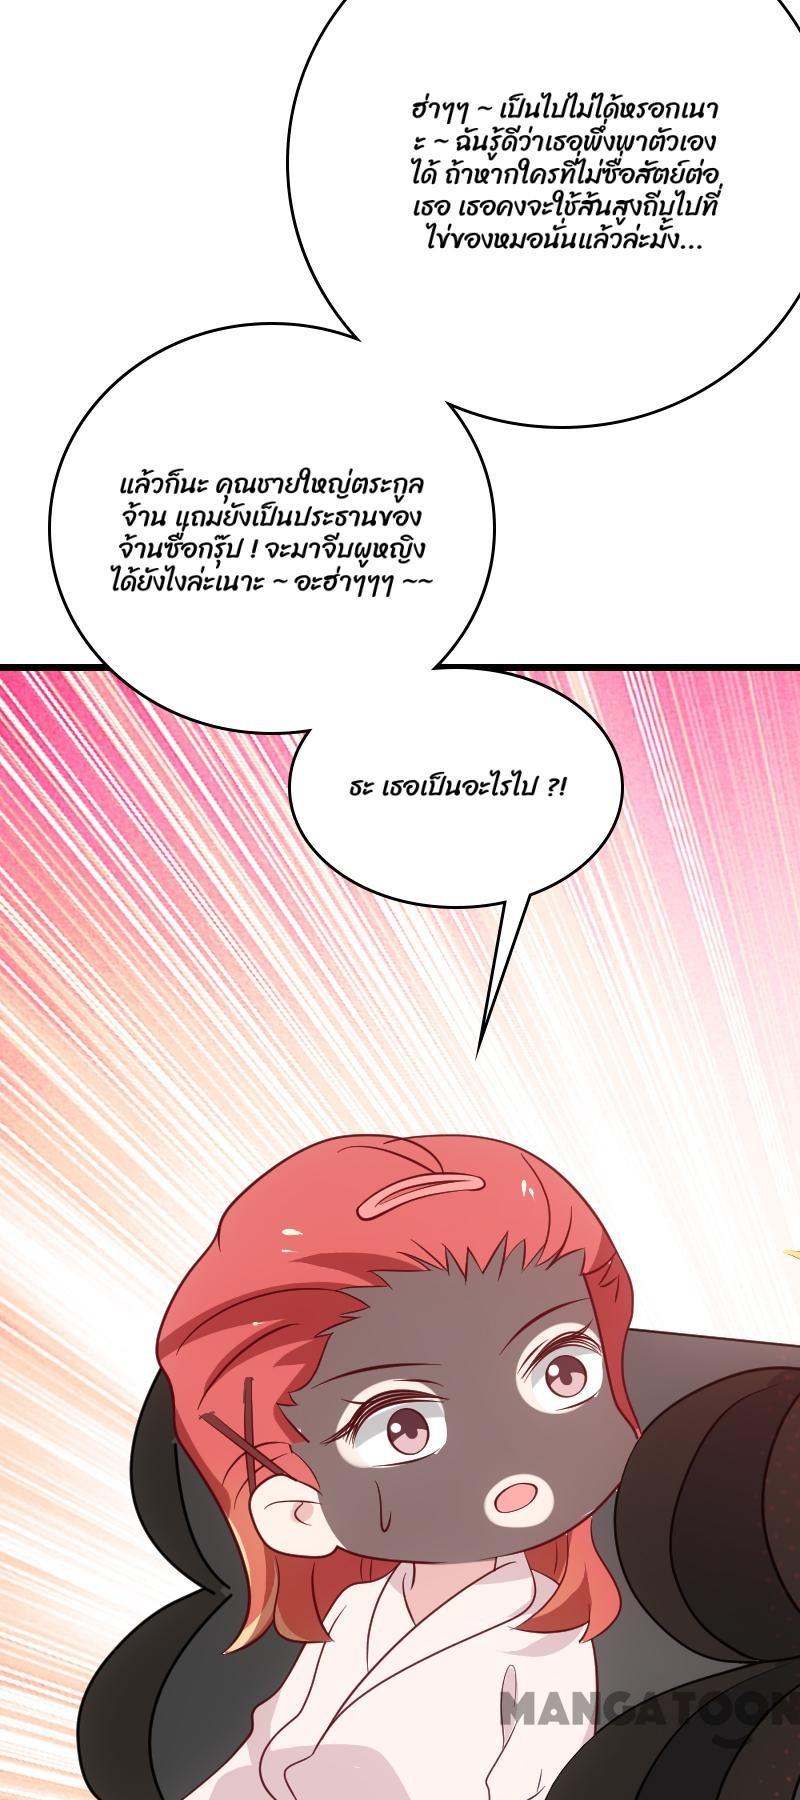 ฮ่าๆๆ ~ เป็นไปไม่ได้หรอกเนา
ะ ~ ฉันรู้ดีว่าเธอพึ่งพาตัวเอง
ได้ ถ้าหากใครที่ไม่ซื่อสัตย์ต่อ
เธอ เธอคงจะใช้ส้นสูงถีบไปที่
ไข่ของหมอนั่นแล้วล่ะมั้ง...
แล้วก็นะ คุณชายใหญ่ตระกูล
จ้าน แถมยังเป็นประธานของ
จ้านซื่อกรุ๊ป ! จะมาจีบผูหญิง
ได้ยังไงล่ะเนาะ ~ อะฮ่าๆๆๆ ~~
ธะ เธอเป็นอะไรไป ?!
MANGATOON